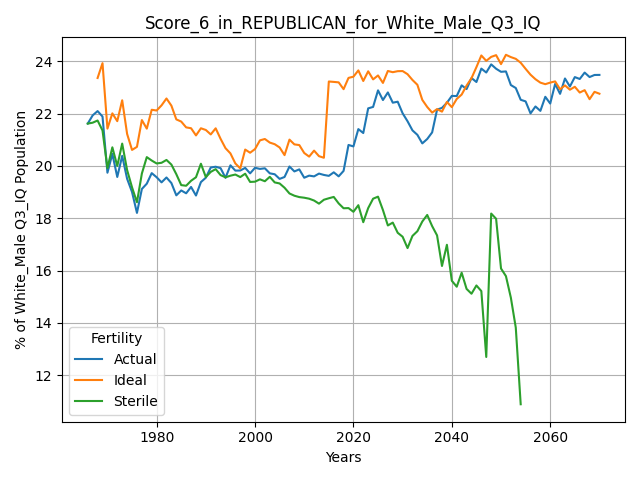 Score_6_in_REPUBLICAN_for_White_Male_Q3_IQ
% of White_Male Q3_IQ Population
24
22
20
18
16
14
12
Fertility
Actual
Ideal
Sterile
1980
2000
2020
2040
2060
Years